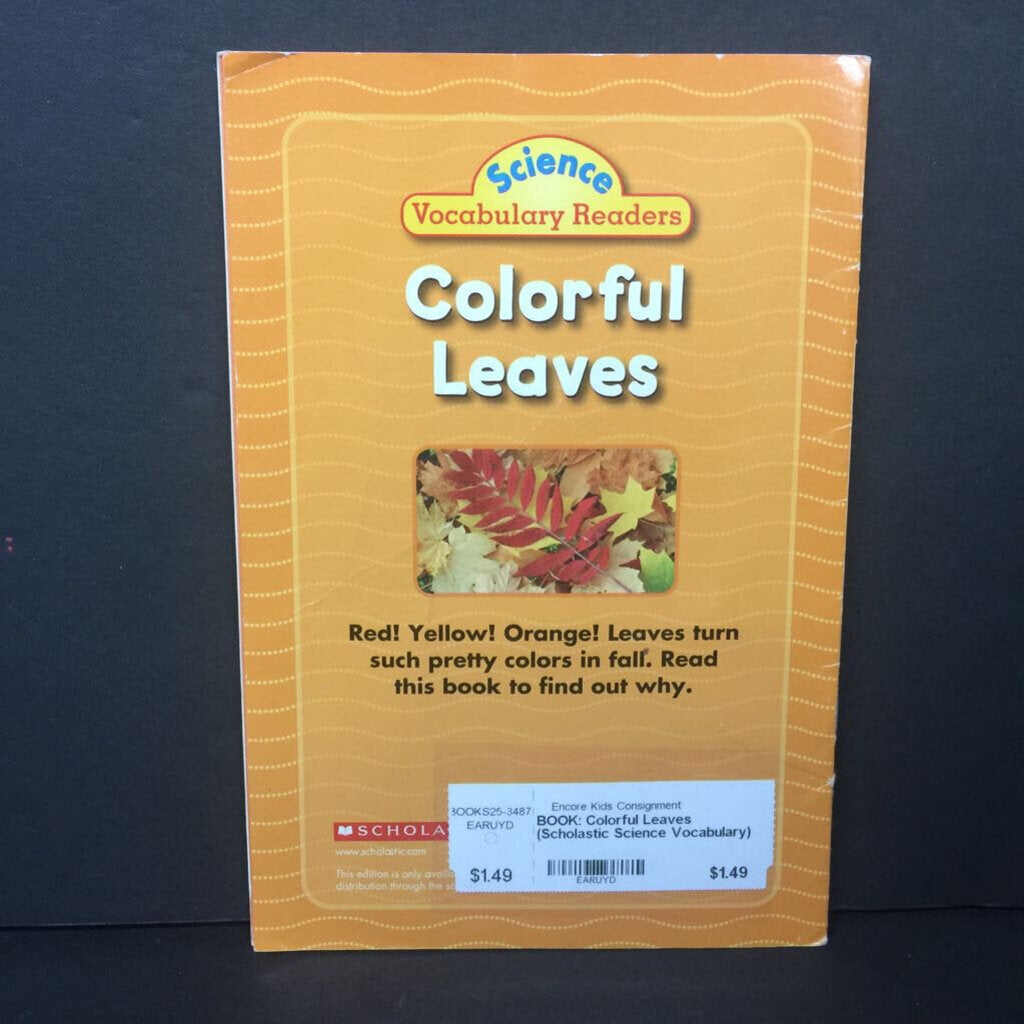 Science
Vocabulary Readers
Colorful
Leaves
Red! Yellow! Orange! Leaves turn
such pretty colors in fall. Read
this book to find out why.
BOOKS25-3487
EARUYD
$1.49
Encore Kids Consignment
BOOK: Colorful Leaves
(Scholastic Science Vocabulary)
EARUYD
$1.49
SCHOLA
www.scholastic.com
This edition is only
distribution through the